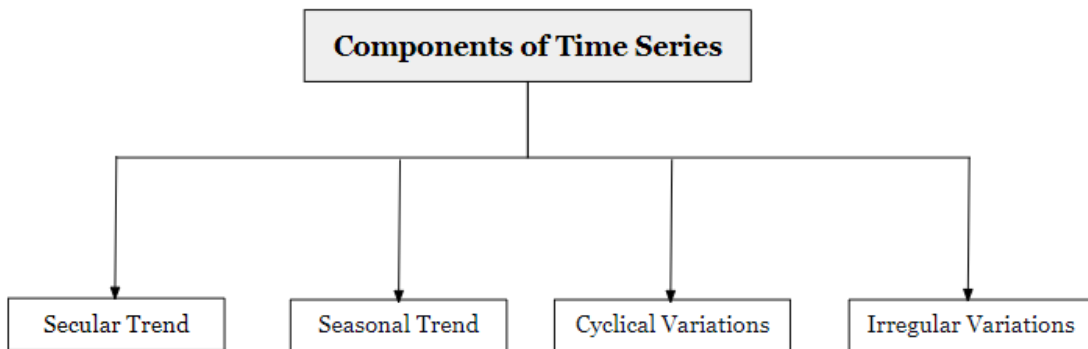 Components of Time Series
Secular Trend
Seasonal Trend
Cyclical Variations
Irregular Variations